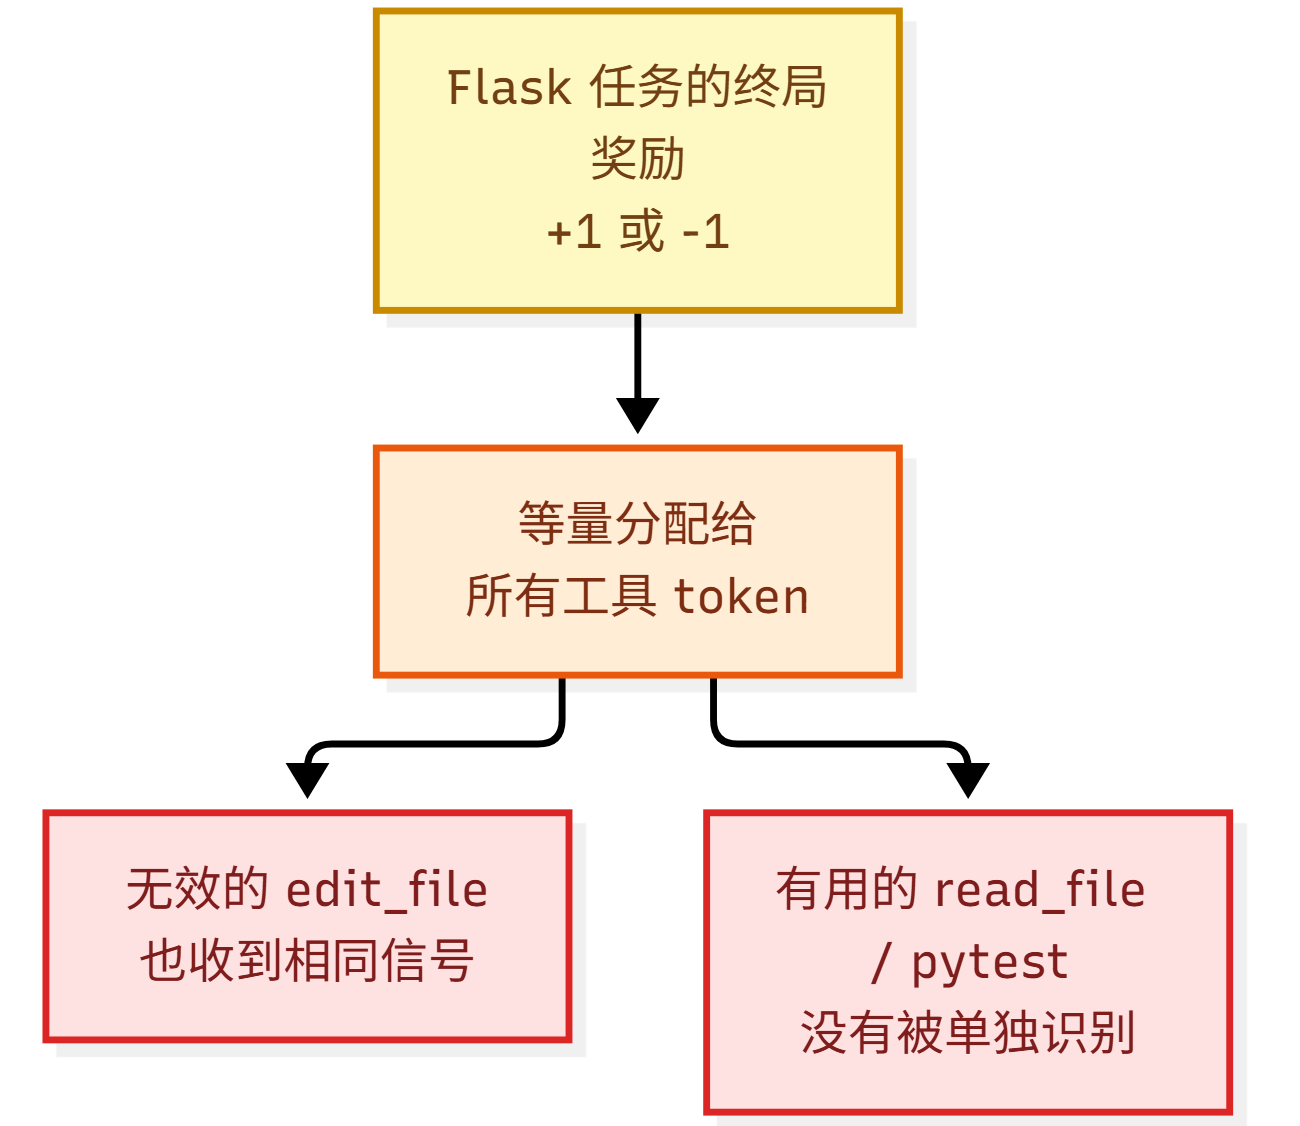 Flask 任务的终局
奖励
+1 或 -1
等量分配给
所有工具 token
无效的 edit_file
也收到相同信号
有用的 read_file
/ pytest
没有被单独识别